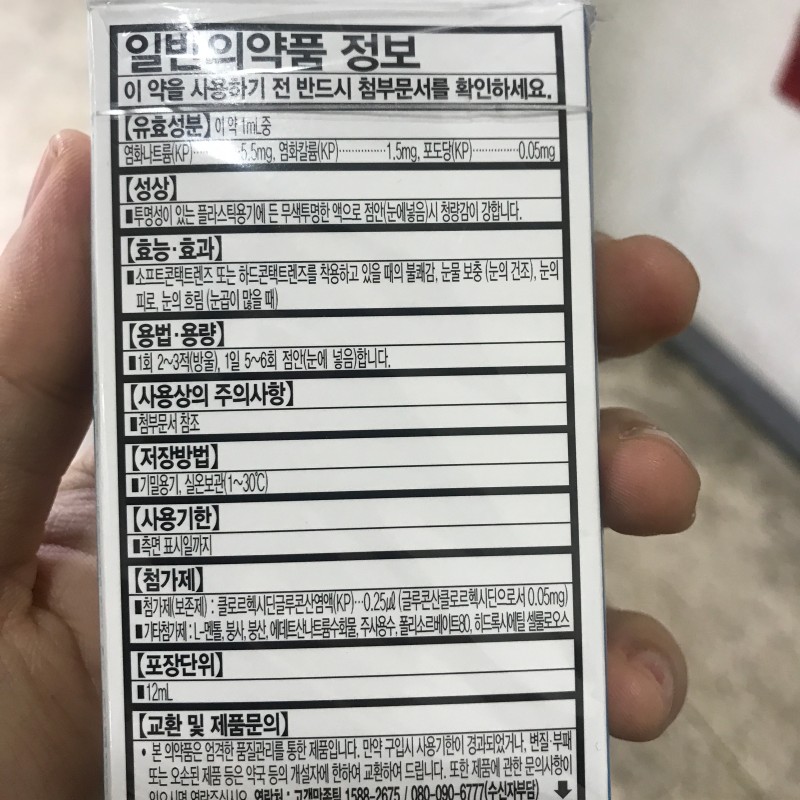 일반의약품 정보
이 약을 사용하기 전 반드시 첨부문서를 확인하세요.
【유효성분】 이 약 1mL중
염화나트륨(KP)··········5.5mg, 염화칼륨(KP)··············1.5mg, 포도당(KP)·············0.05mg
【성상】
■투명성이 있는 플라스틱용기에 든 무색투명한 액으로 점안(눈에넣음)시 청량감이 강합니다.
【효능·효과】
■소프트콘택트렌즈 또는 하드콘택트렌즈를 착용하고 있을 때의 불쾌감, 눈물 보충 (눈의 건조), 눈의
피로, 눈의 흐림 (눈곱이 많을 때)
【용법·용량】
■1회 2~3적(방울), 1일 5~6회 점안(눈에 넣음)합니다.
【사용상의 주의사항】
■첨부문서 참조
【저장방법】
■기밀용기, 실온보관(1~30℃)
【사용기한】
■측면 표시일까지
【첨가제】
■첨가제(보존제) : 클로르헥시딘글루콘산염액(KP)···0.25㎕ (글루콘산클로르헥시딘으로서 0.05mg)
■기타첨가제 : L-멘톨, 붕사, 붕산, 에데트산나트륨수화물, 주사용수, 폴리소르베이트80, 히드록시에틸 셀룰로오스
【포장단위】
■12mL
【교환 및 제품문의】
• 본 의약품은 엄격한 품질관리를 통한 제품입니다. 만약 구입시 사용기한이 경과되었거나, 변질·부패
또는 오손된 제품 등은 약국 등의 개설자에 한하여 교환하여 드립니다. 또한 제품에 관한 문의사항이
있으시면 연락주십시오. 연락처 : 고객만족팀 1588-2675 / 080-090-6777(수신자부담)